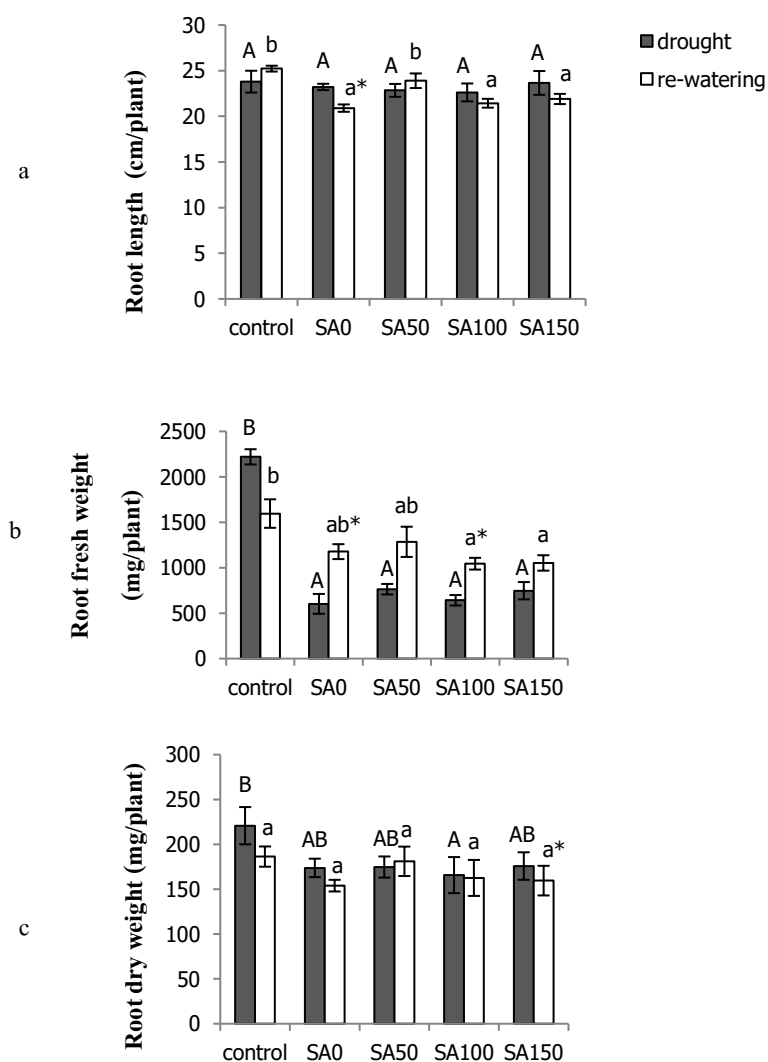 drought
re-watering
a
Root length (cm/plant)
30
25
20
15
10
5
0
A b A a* A b A a A a
control SA0 SA50 SA100 SA150
b
Root fresh weight
(mg/plant)
2500
2000
1500
1000
500
0
B b A ab* A ab A a* A a
control SA0 SA50 SA100 SA150
c
Root dry weight (mg/plant)
300
250
200
150
100
50
0
B a AB a AB a A a AB a*
control SA0 SA50 SA100 SA150